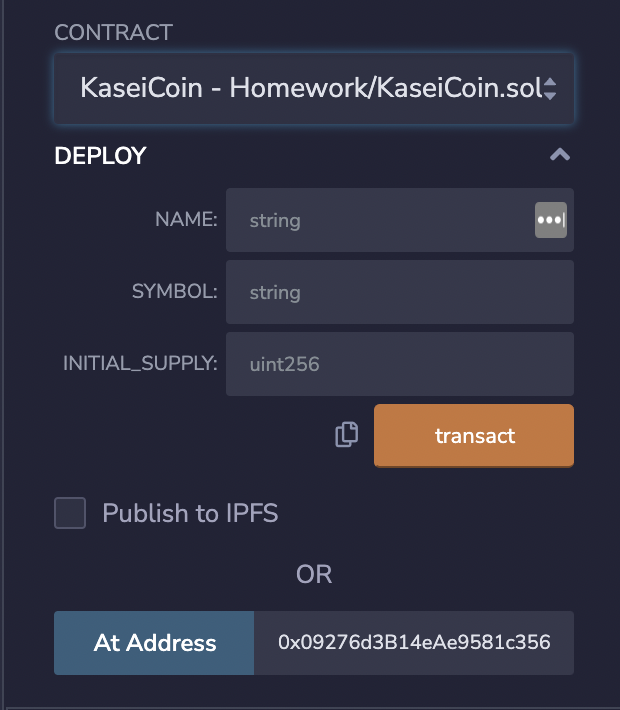 CONTRACT
KaseiCoin - Homework/KaseiCoin.sol
DEPLOY
NAME: string
SYMBOL: string
INITIAL_SUPPLY: uint256
transact
Publish to IPFS
OR
At Address 0x09276d3B14eAe9581c356